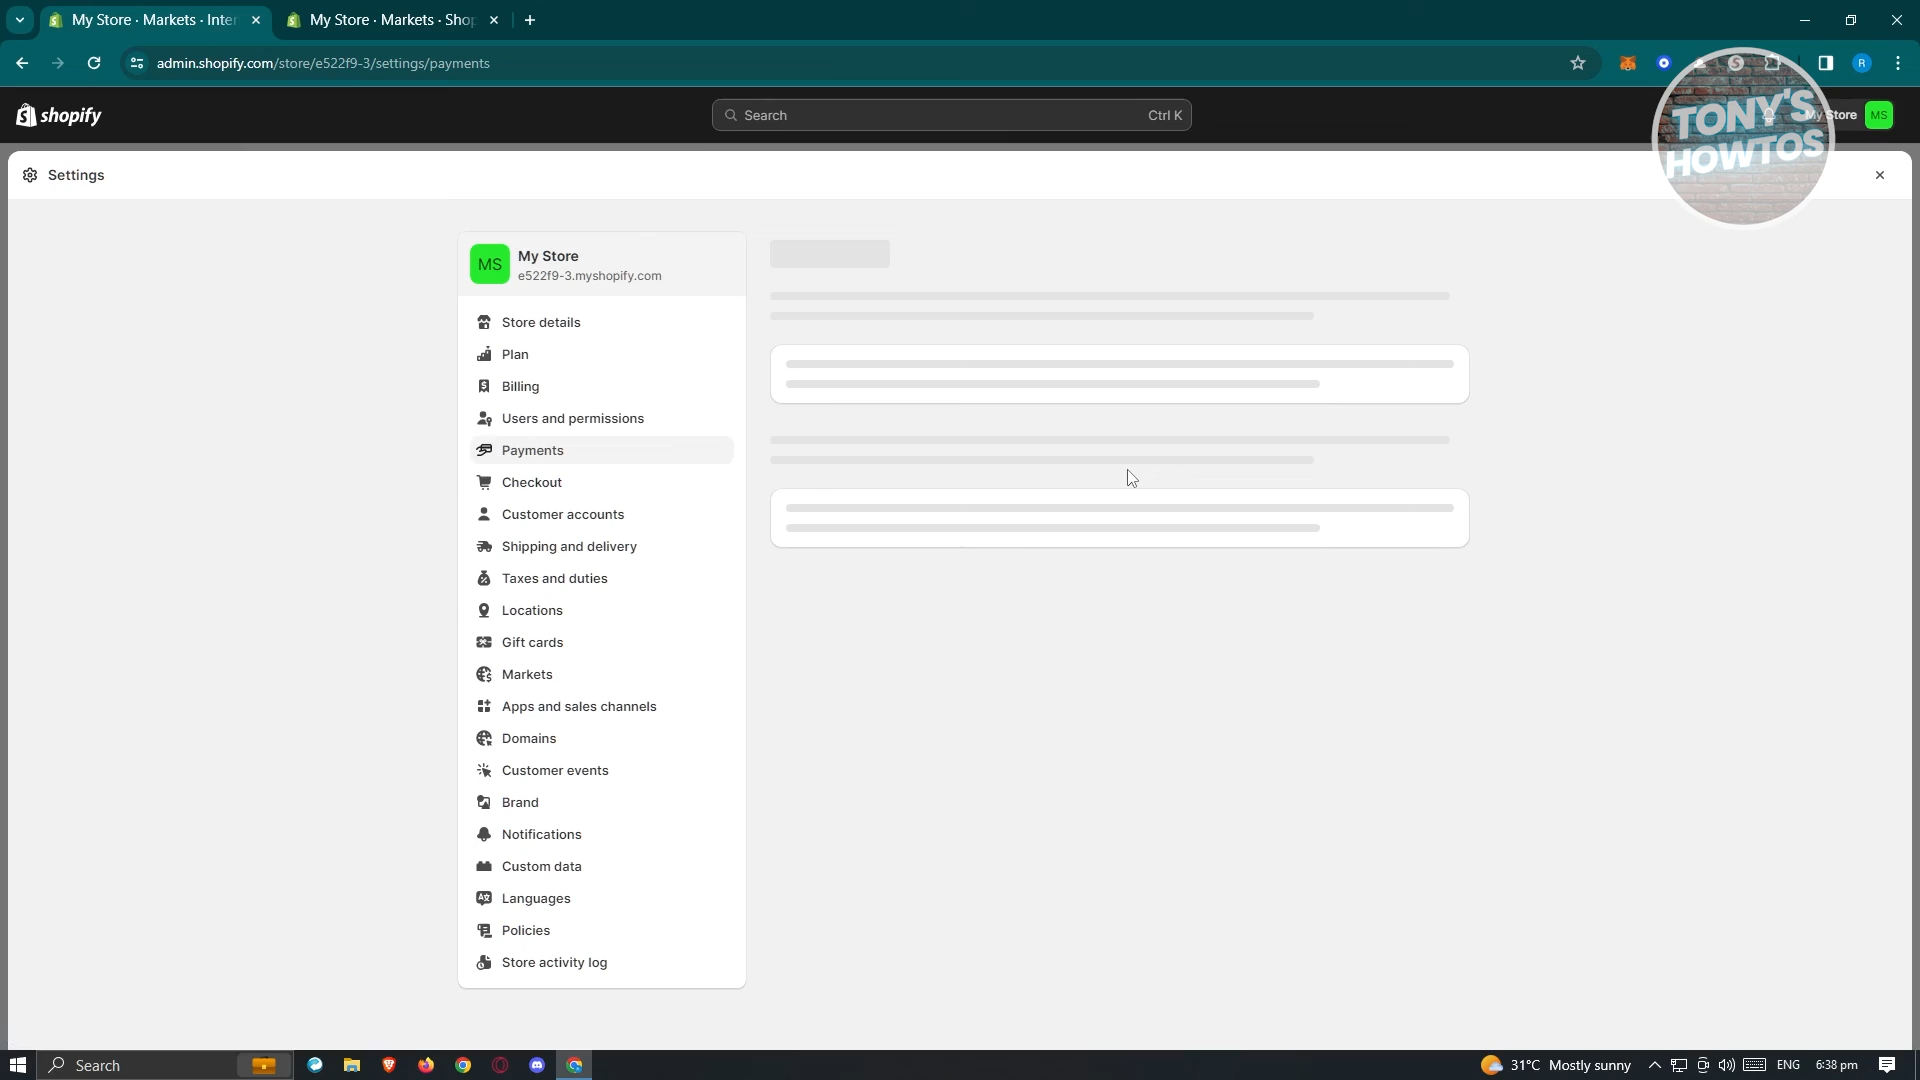 My Store · Markets · Inter
My Store · Markets · Shop
admin.shopify.com/store/e522f9-3/settings/payments
R
shopify
Search
Ctrl K
My Store
MS
TONY'S
HOWTOS
Settings
MS
My Store
e522f9-3.myshopify.com
Store details
Plan
Billing
Users and permissions
Payments
Checkout
Customer accounts
Shipping and delivery
Taxes and duties
Locations
Gift cards
Markets
Apps and sales channels
Domains
Customer events
Brand
Notifications
Custom data
Languages
Policies
Store activity log
Search
31°C Mostly sunny
ENG
6:38 pm